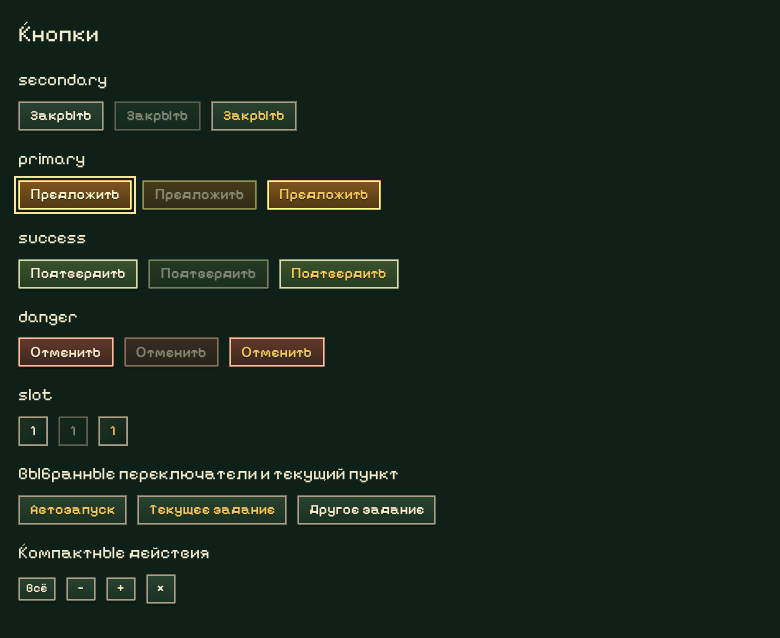 Кнопки
secondary
Закрыть Закрыть Закрыть
primary
Предложить Предложить Предложить
success
Подтвердить Подтвердить Подтвердить
danger
Отменить Отменить Отменить
slot
1 1 1
Выбранные переключатели и текущий пункт
Автозапуск Текущее задание Другое задание
Компактные действия
Всё - + ×